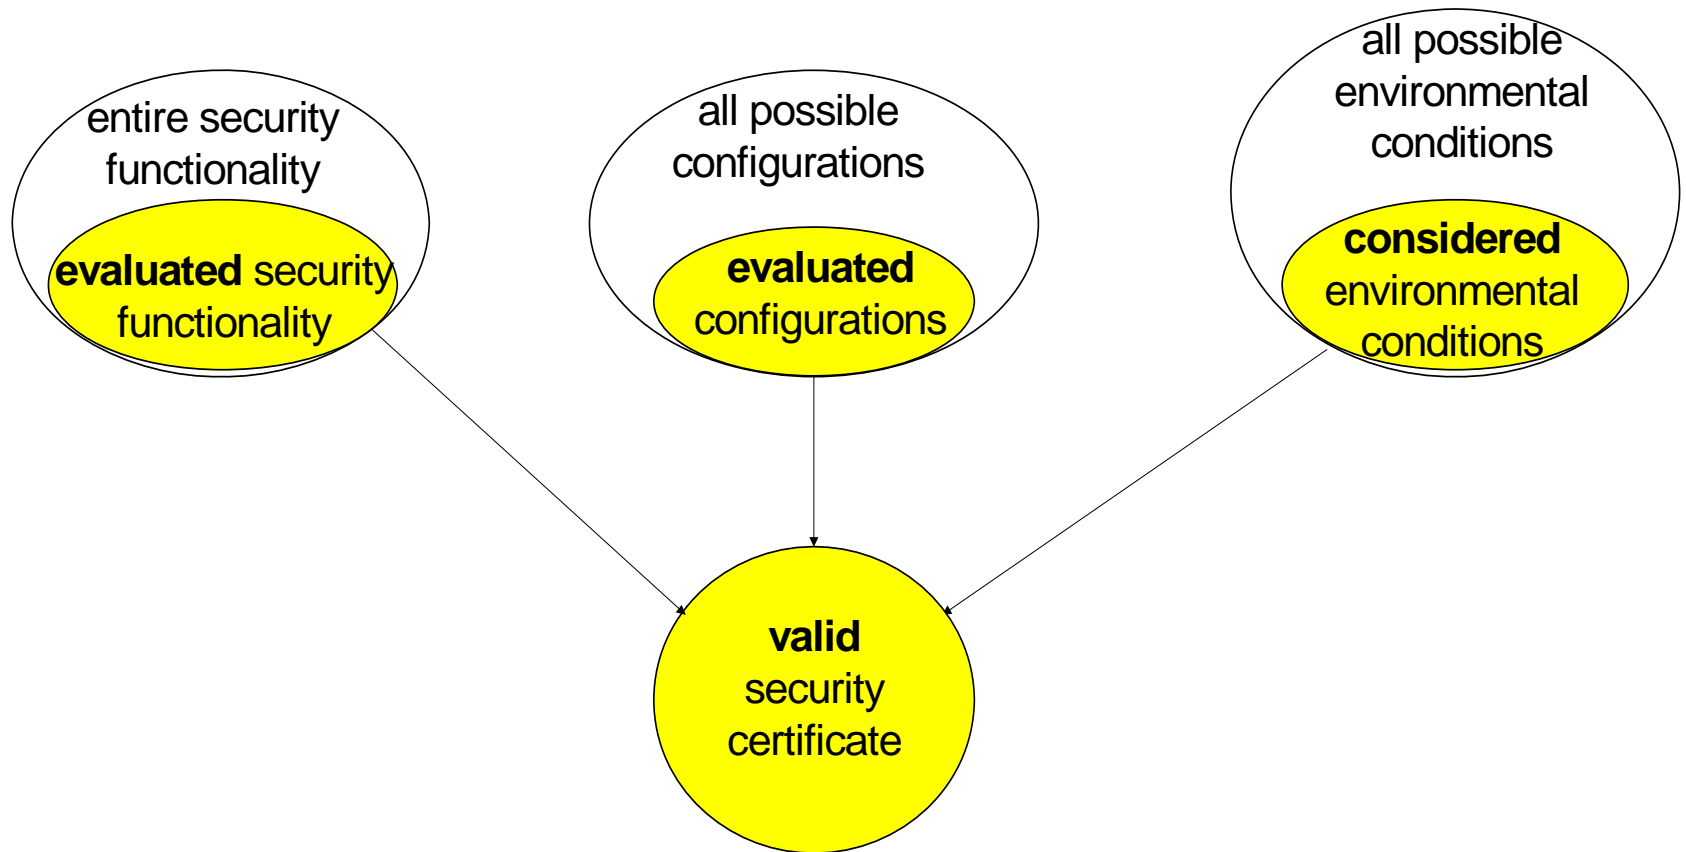 entire security
functionality
evaluated security
functionality
all possible
configurations
evaluated
configurations
all possible
environmental
conditions
considered
environmental
conditions
valid
security
certificate